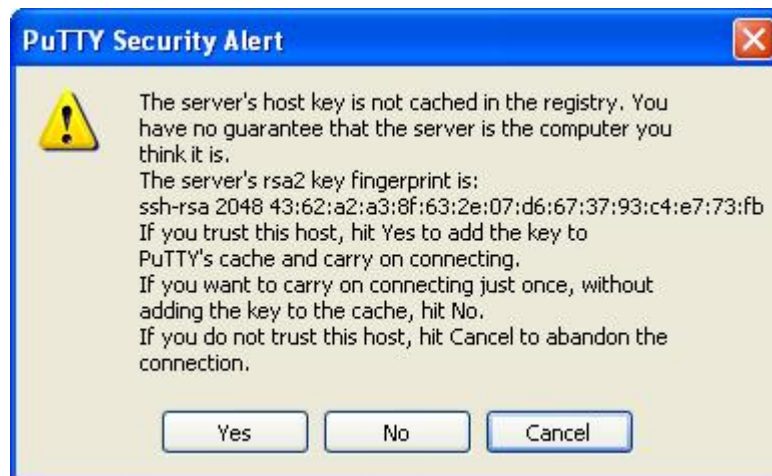 PuTTY Security Alert
The server's host key is not cached in the registry. You
have no guarantee that the server is the computer you
think it is.
The server's rsa2 key fingerprint is:
ssh-rsa 2048 43:62:a2:a3:8f:63:2e:07:d6:67:37:93:c4:e7:73:fb
If you trust this host, hit Yes to add the key to
PuTTY's cache and carry on connecting.
If you want to carry on connecting just once, without
adding the key to the cache, hit No.
If you do not trust this host, hit Cancel to abandon the
connection.
Yes No Cancel